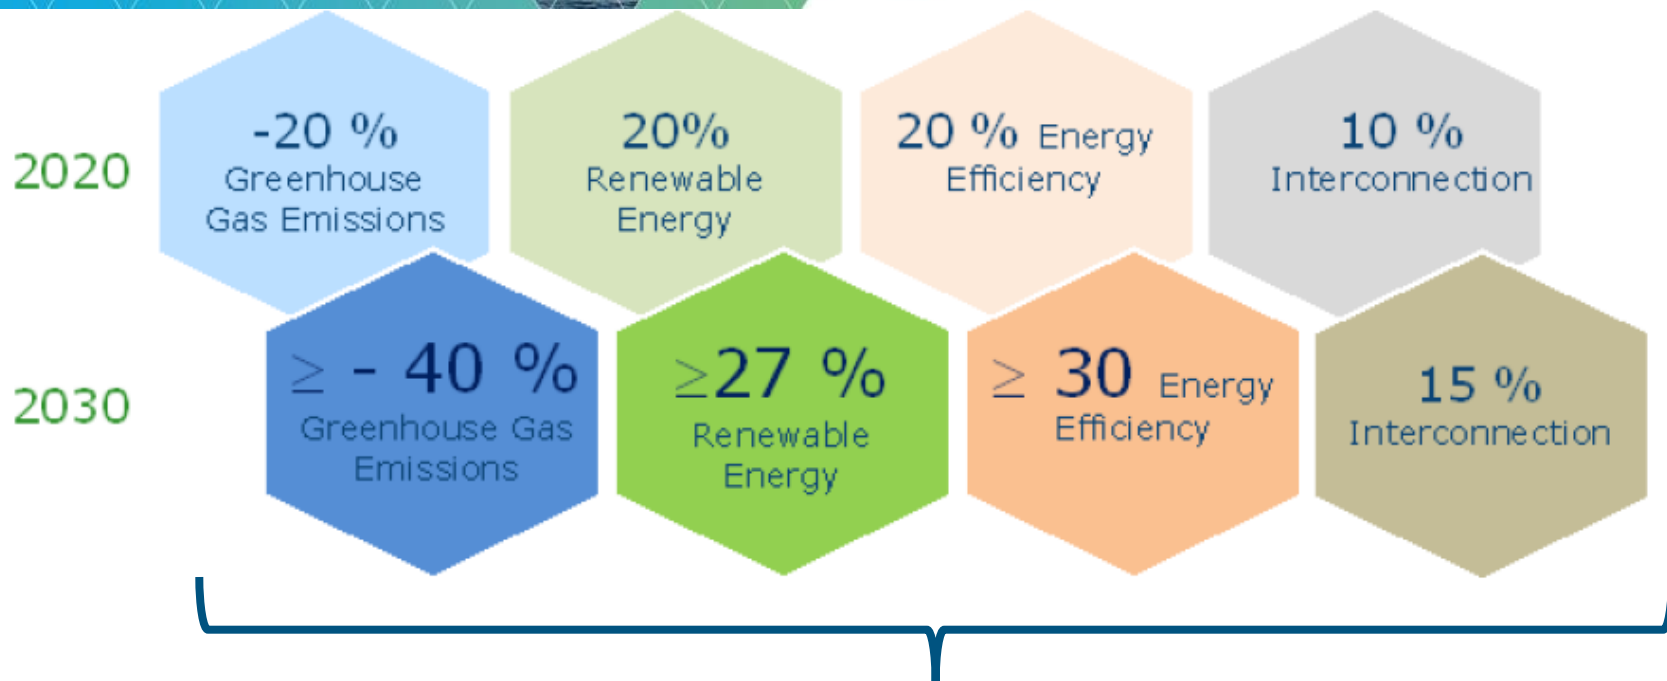 2020
-20 %
Greenhouse
Gas Emissions
20%
Renewable
Energy
20 % Energy
Efficiency
10 %
Interconnection
2030
≥ - 40 %
Greenhouse Gas
Emissions
≥27 %
Renewable
Energy
≥ 30 Energy
Efficiency
15 %
Interconnection